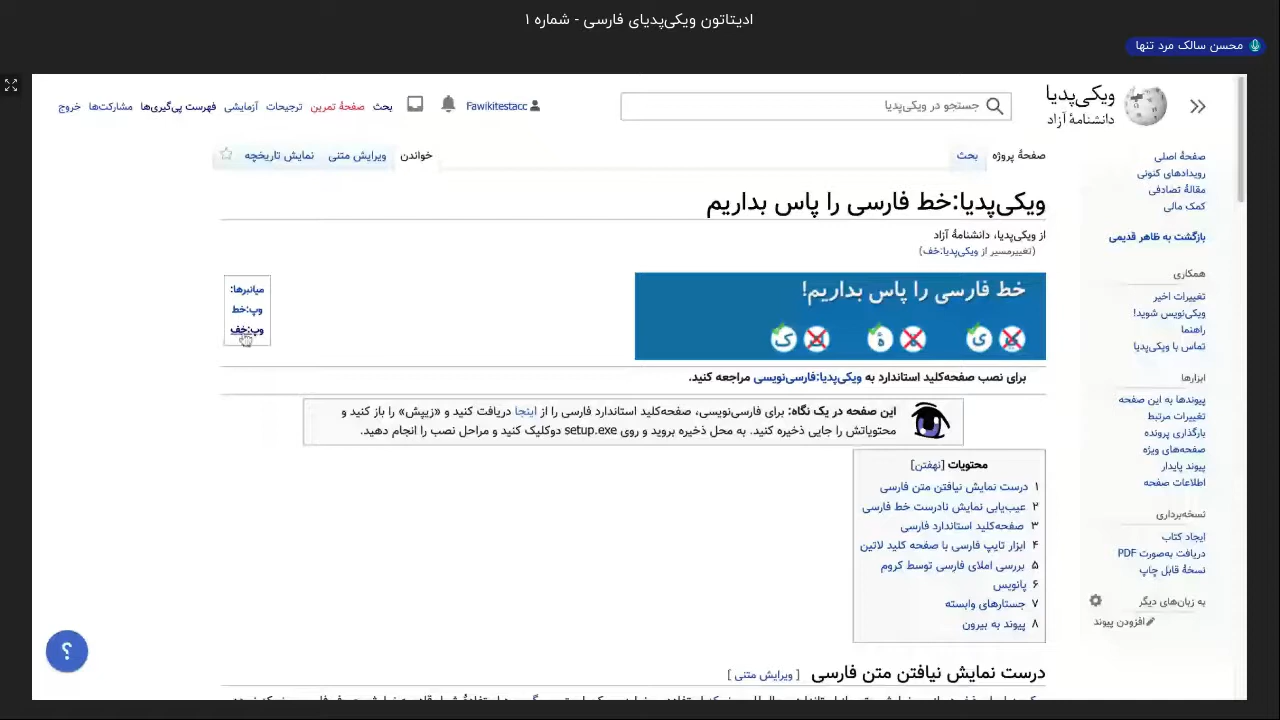 ادیتاتون ویکی‌پدیای فارسی - شماره ۱
محسن سالک مرد تنها
ویکی‌پدیا
دانشنامهٔ آزاد
جستجو در ویکی‌پدیا
Fawikitestacc
بحث
صفحهٔ تمرین
ترجیحات
آزمایشی
فهرست پی‌گیری‌ها
مشارکت‌ها
خروج
صفحهٔ پروژه
بحث
خواندن
ویرایش متنی
نمایش تاریخچه
صفحهٔ اصلی
رویدادهای کنونی
مقالهٔ تصادفی
کمک مالی
بازگشت به ظاهر قدیمی
همکاری
تغییرات اخیر
ویکی‌نویس شوید!
راهنما
تماس با ویکی‌پدیا
ابزارها
پیوندها به این صفحه
تغییرات مرتبط
بارگذاری پرونده
صفحه‌های ویژه
پیوند پایدار
اطلاعات صفحه
نسخه‌برداری
ایجاد کتاب
دریافت به‌صورت PDF
نسخهٔ قابل چاپ
به زبان‌های دیگر
افزودن پیوند
ویکی‌پدیا:خط فارسی را پاس بداریم
از ویکی‌پدیا، دانشنامهٔ آزاد
(تغییرمسیر از ویکی‌پدیا:خف)
خط فارسی را پاس بداریم!
ی
هٔ
ک
میانبرها:
وپ:خط
وپ:خف
برای نصب صفحه‌کلید استاندارد به ویکی‌پدیا:فارسی‌نویسی مراجعه کنید.
این صفحه در یک نگاه: برای فارسی‌نویسی، صفحه‌کلید استاندارد فارسی را از اینجا دریافت کنید و «زیپش» را باز کنید و
محتویاتش را جایی ذخیره کنید. به محل ذخیره بروید و روی setup.exe دوکلیک کنید و مراحل نصب را انجام دهید.
محتویات [نهفتن]
۱ درست نمایش نیافتن متن فارسی
۲ عیب‌یابی نمایش نادرست خط فارسی
۳ صفحه‌کلید استاندارد فارسی
۴ ابزار تایپ فارسی با صفحه کلید لاتین
۵ بررسی املای فارسی توسط کروم
۶ پانویس
۷ جستارهای وابسته
۸ پیوند به بیرون
درست نمایش نیافتن متن فارسی [ ویرایش متنی ]
؟